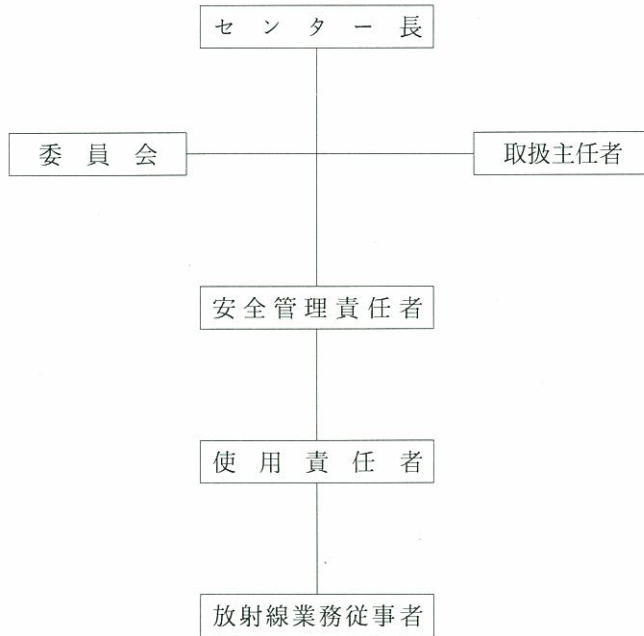 センター長
委員会
取扱主任者
安全管理責任者
使用責任者
放射線業務従事者